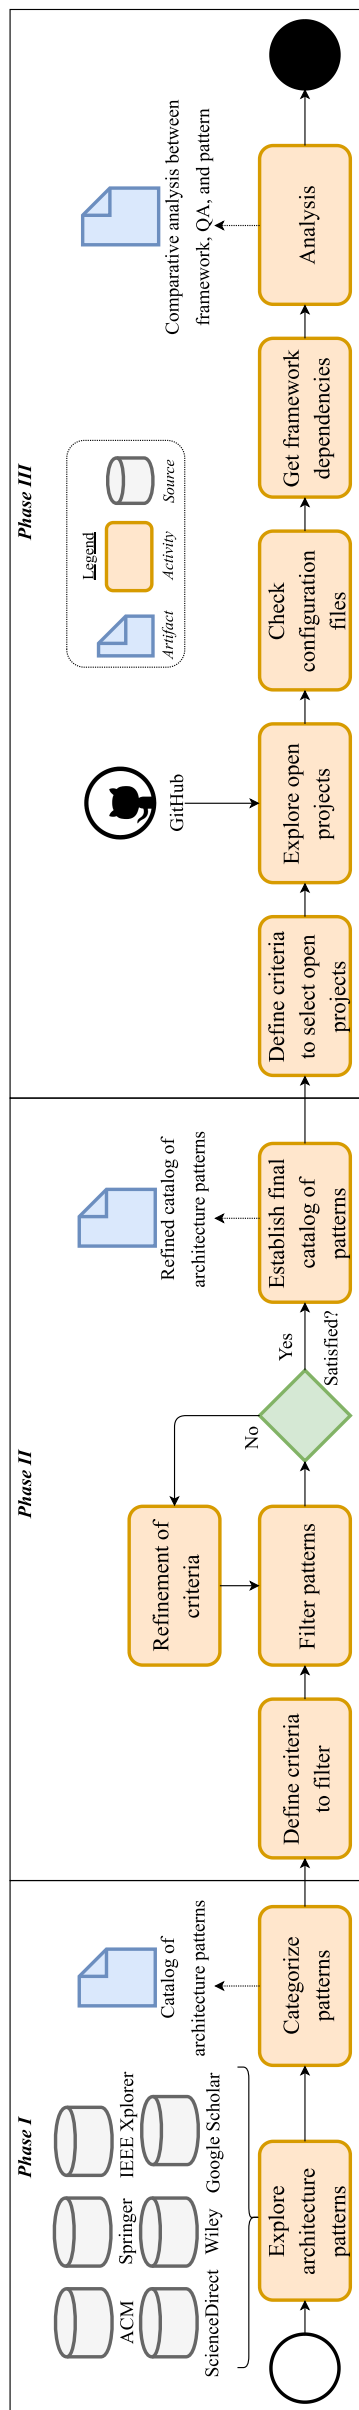 Phase I
ACM
Springer
IEEE Xplorer
ScienceDirect
Wiley
Google Scholar
Explore
architecture
patterns
Catalog of
architecture patterns
Categorize
patterns
Phase II
Define criteria
to filter
Refinement of
criteria
Filter patterns
No
Yes
Satisfied?
Refined catalog of
architecture patterns
Establish final
catalog of
patterns
Phase III
Define criteria
to select open
projects
GitHub
Explore open
projects
Legend
Artifact
Activity
Source
Check
configuration
files
Get framework
dependencies
Comparative analysis between
framework, QA, and pattern
Analysis